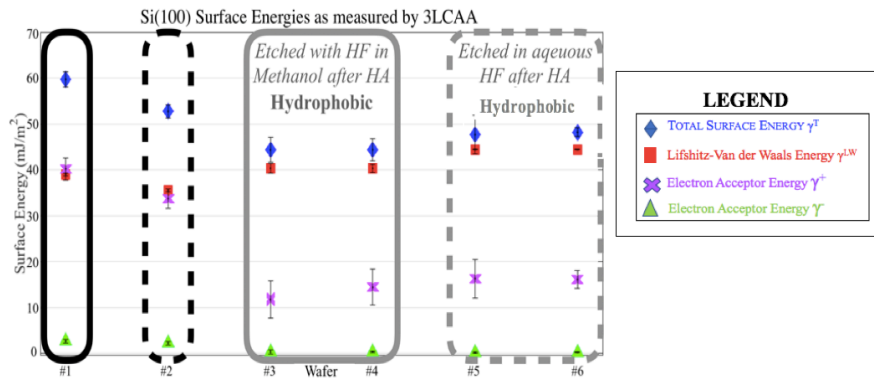 Si(100) Surface Energies as measured by 3LCAA
Surface Energy (mJ/m²)
70
60
50
40
30
20
10
0
Etched with HF in
Methanol after HA
Hydrophobic
Etched in aqeuous
HF after HA
Hydrophobic
#1
#2
#3
Wafer
#4
#5
#6
LEGEND
TOTAL SURFACE ENERGY γᵀ
Lifshitz-Van der Waals Energy γᴸᵂ
Electron Acceptor Energy γ⁺
Electron Acceptor Energy γ⁻